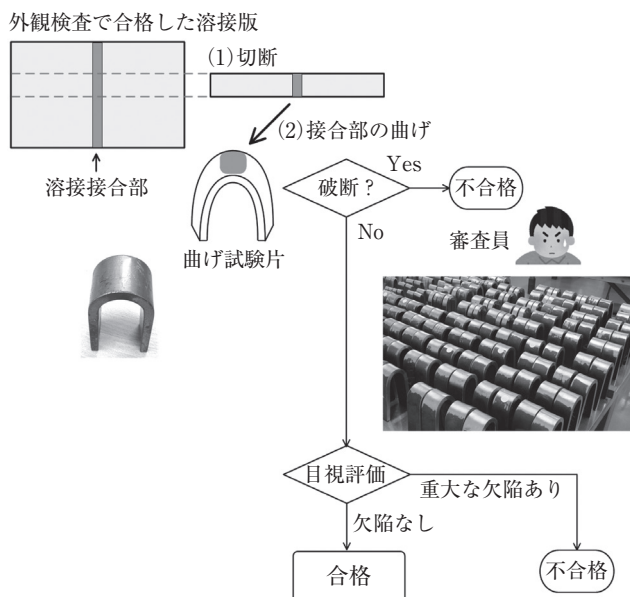 外観検査で合格した溶接版
(1)切断
(2)接合部の曲げ
溶接接合部
破断?
Yes
不合格
No
審査員
曲げ試験片
目視評価
重大な欠陥あり
欠陥なし
合格
不合格